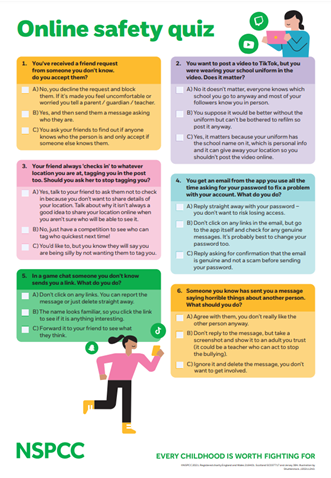 Online safety quiz
1. You've received a friend request
from someone you don't know.
do you accept them?
A) No, you decline the request and block
them. If it's made you feel uncomfortable or
worried you tell a parent / guardian / teacher.
B) Yes, and then send them a message asking
who they are.
C) You ask your friends to find out if anyone
knows who the person is and only accept if
someone else knows them.
2. You want to post a video to TikTok, but you
were wearing your school uniform in the
video. Does it matter?
A) No it doesn't matter, everyone knows which
school you go to anyway and most of your
followers know you in person.
B) You suppose it would be better without the
uniform but can't be bothered to refilm so
post it anyway.
C) Yes, it matters because your uniform has
the school name on it, which is personal info
and it can give away your location so you
shouldn't post the video online.
3. Your friend always 'checks in' to whatever
location you are at, tagging you in the post
too. Should you ask her to stop tagging you?
A) Yes, talk to your friend to ask them not to check
in because you don't want to share details of
your location. Talk about why it isn't always a
good idea to share your location online when
you aren't sure who will be able to see it.
B) No, just have a competition to see who can
tag who quickest next time!
C) You'd like to, but you know they will say you
are being silly by not wanting them to tag you.
4. You get an email from the app you use all the
time asking for your password to fix a problem
with your account. What do you do?
A) Reply straight away with your password –
you don't want to risk losing access.
B) Don't click on any links in the email, but go
to the app itself and check for any genuine
messages. It's probably best to change your
password too.
C) Reply asking for confirmation that the email
is genuine and not a scam before sending
your password.
5. In a game chat someone you don't know
sends you a link. What do you do?
A) Don't click on any links. You can report the
message or just delete straight away.
B) The name looks familiar, so you click the link
to see if it is anything interesting.
C) Forward it to your friend to see what
they think.
6. Someone you know has sent you a message
saying horrible things about another person.
What should you do?
A) Agree with them, you don't really like the
other person anyway.
B) Don't reply to the message, but take a
screenshot and show it to an adult you trust
(it could be a teacher who can act to stop
the bullying).
C) Ignore it and delete the message, you don't
want to get involved.
NSPCC
EVERY CHILDHOOD IS WORTH FIGHTING FOR